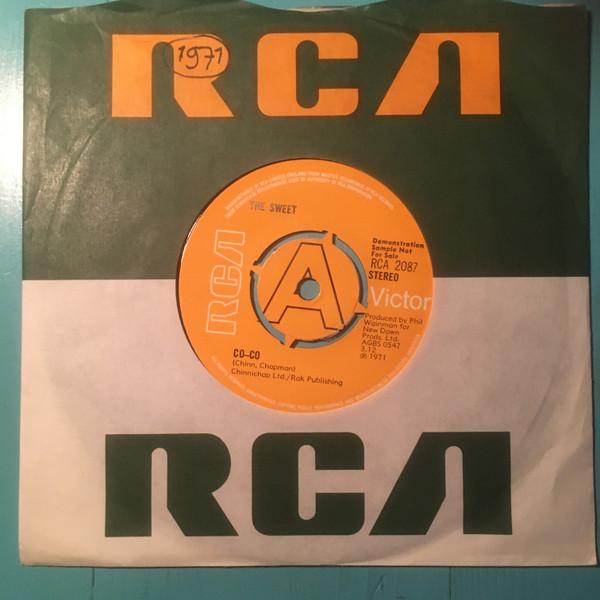 RCA
1971
THE SWEET
Demonstration
Sample Not
For Sale
RCA 2087
STEREO
RCA
A
Victor
Produced by Phil
Wainman for
New Dawn
Prods. Ltd.
AGBS 0547
3.12
℗ 1971
CO-CO
(Chinn, Chapman)
Chinnichap Ltd./Rak Publishing
RCA